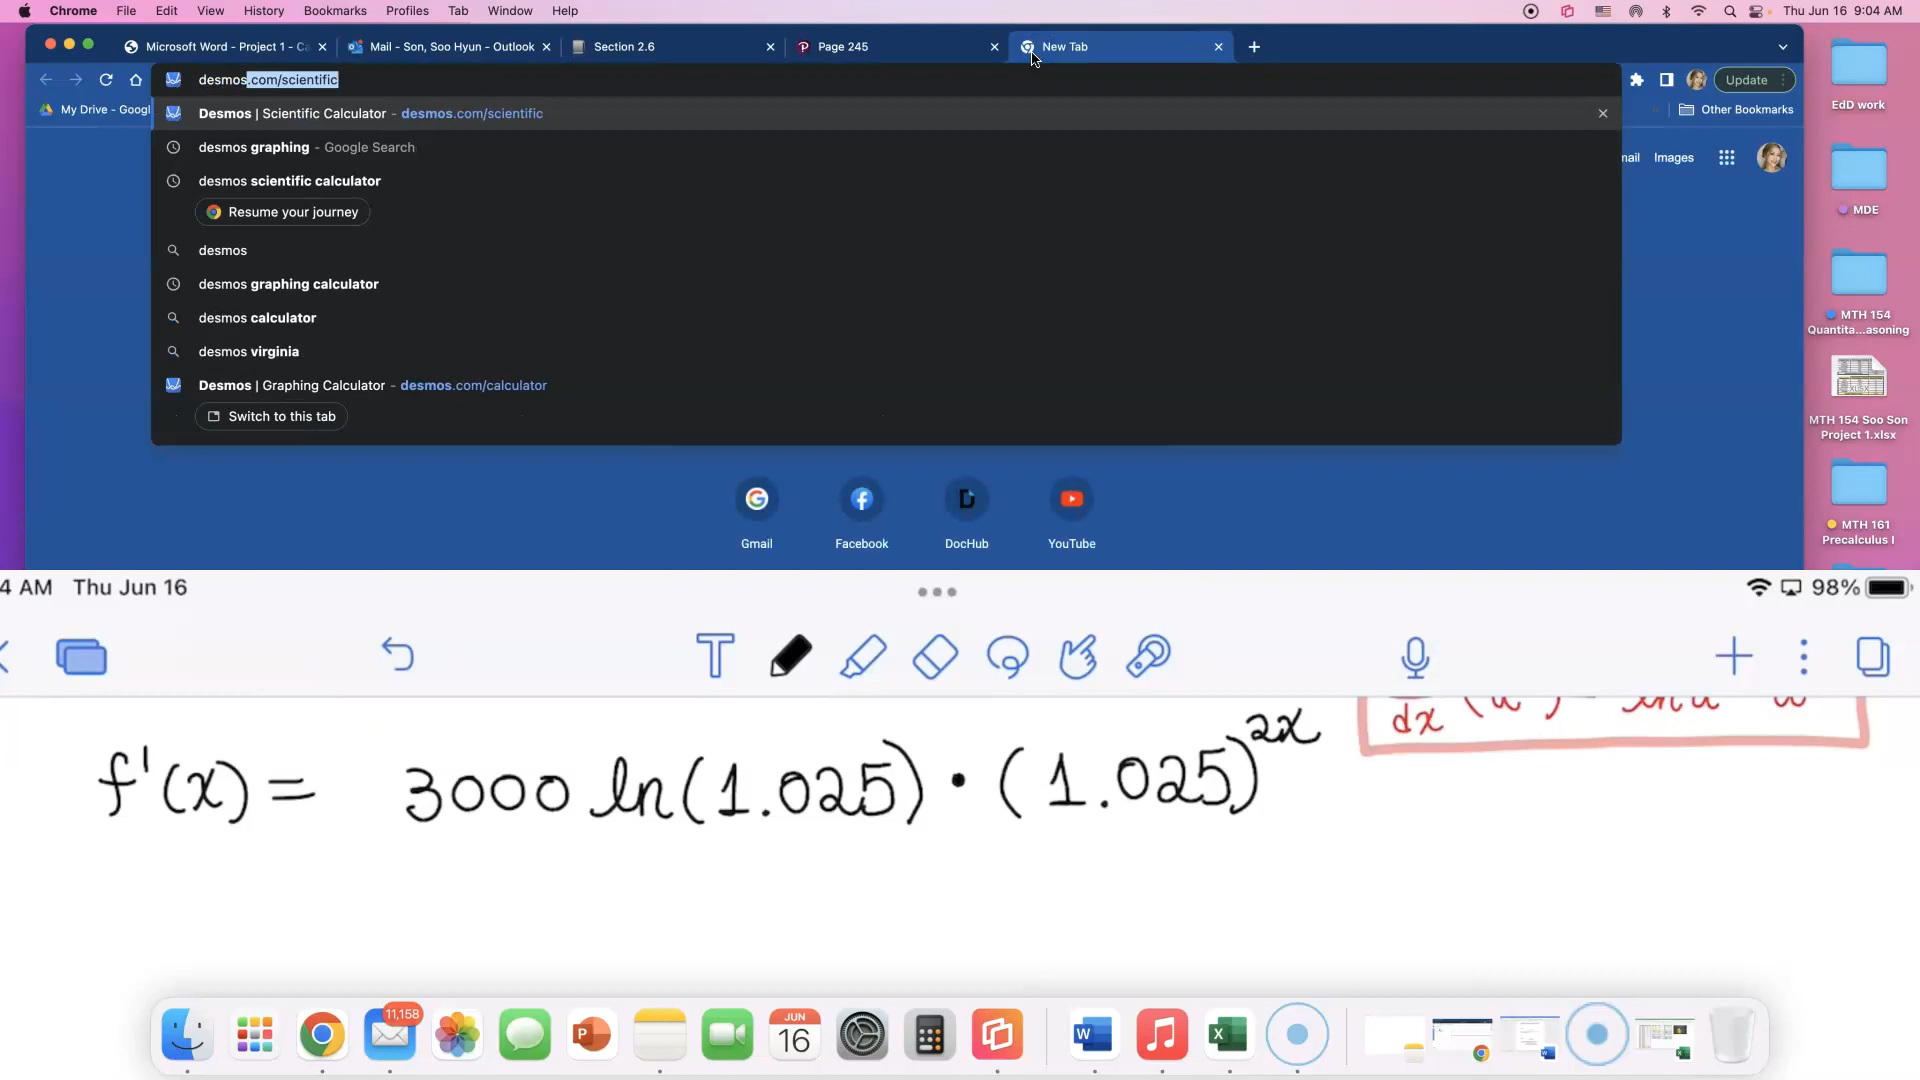 Chrome File Edit View History Bookmarks Profiles Tab Window Help Thu Jun 16 9:04 AM
Microsoft Word - Project 1 - Ca Mail - Son, Soo Hyun - Outlook Section 2.6 Page 245 New Tab
desmos.com/scientific Update
My Drive - Googl Other Bookmarks
Desmos | Scientific Calculator - desmos.com/scientific
desmos graphing - Google Search
mail Images
desmos scientific calculator
Resume your journey
desmos
desmos graphing calculator
desmos calculator
desmos virginia
Desmos | Graphing Calculator - desmos.com/calculator
Switch to this tab
Gmail Facebook DocHub YouTube
EdD work
MDE
MTH 154
Quantita...asoning
XLSX
MTH 154 Soo Son
Project 1.xlsx
MTH 161
Precalculus I
4 AM Thu Jun 16 98%
T
dx
f'(x) = 3000 ln(1.025) · (1.025)^2x
11,158
JUN
16